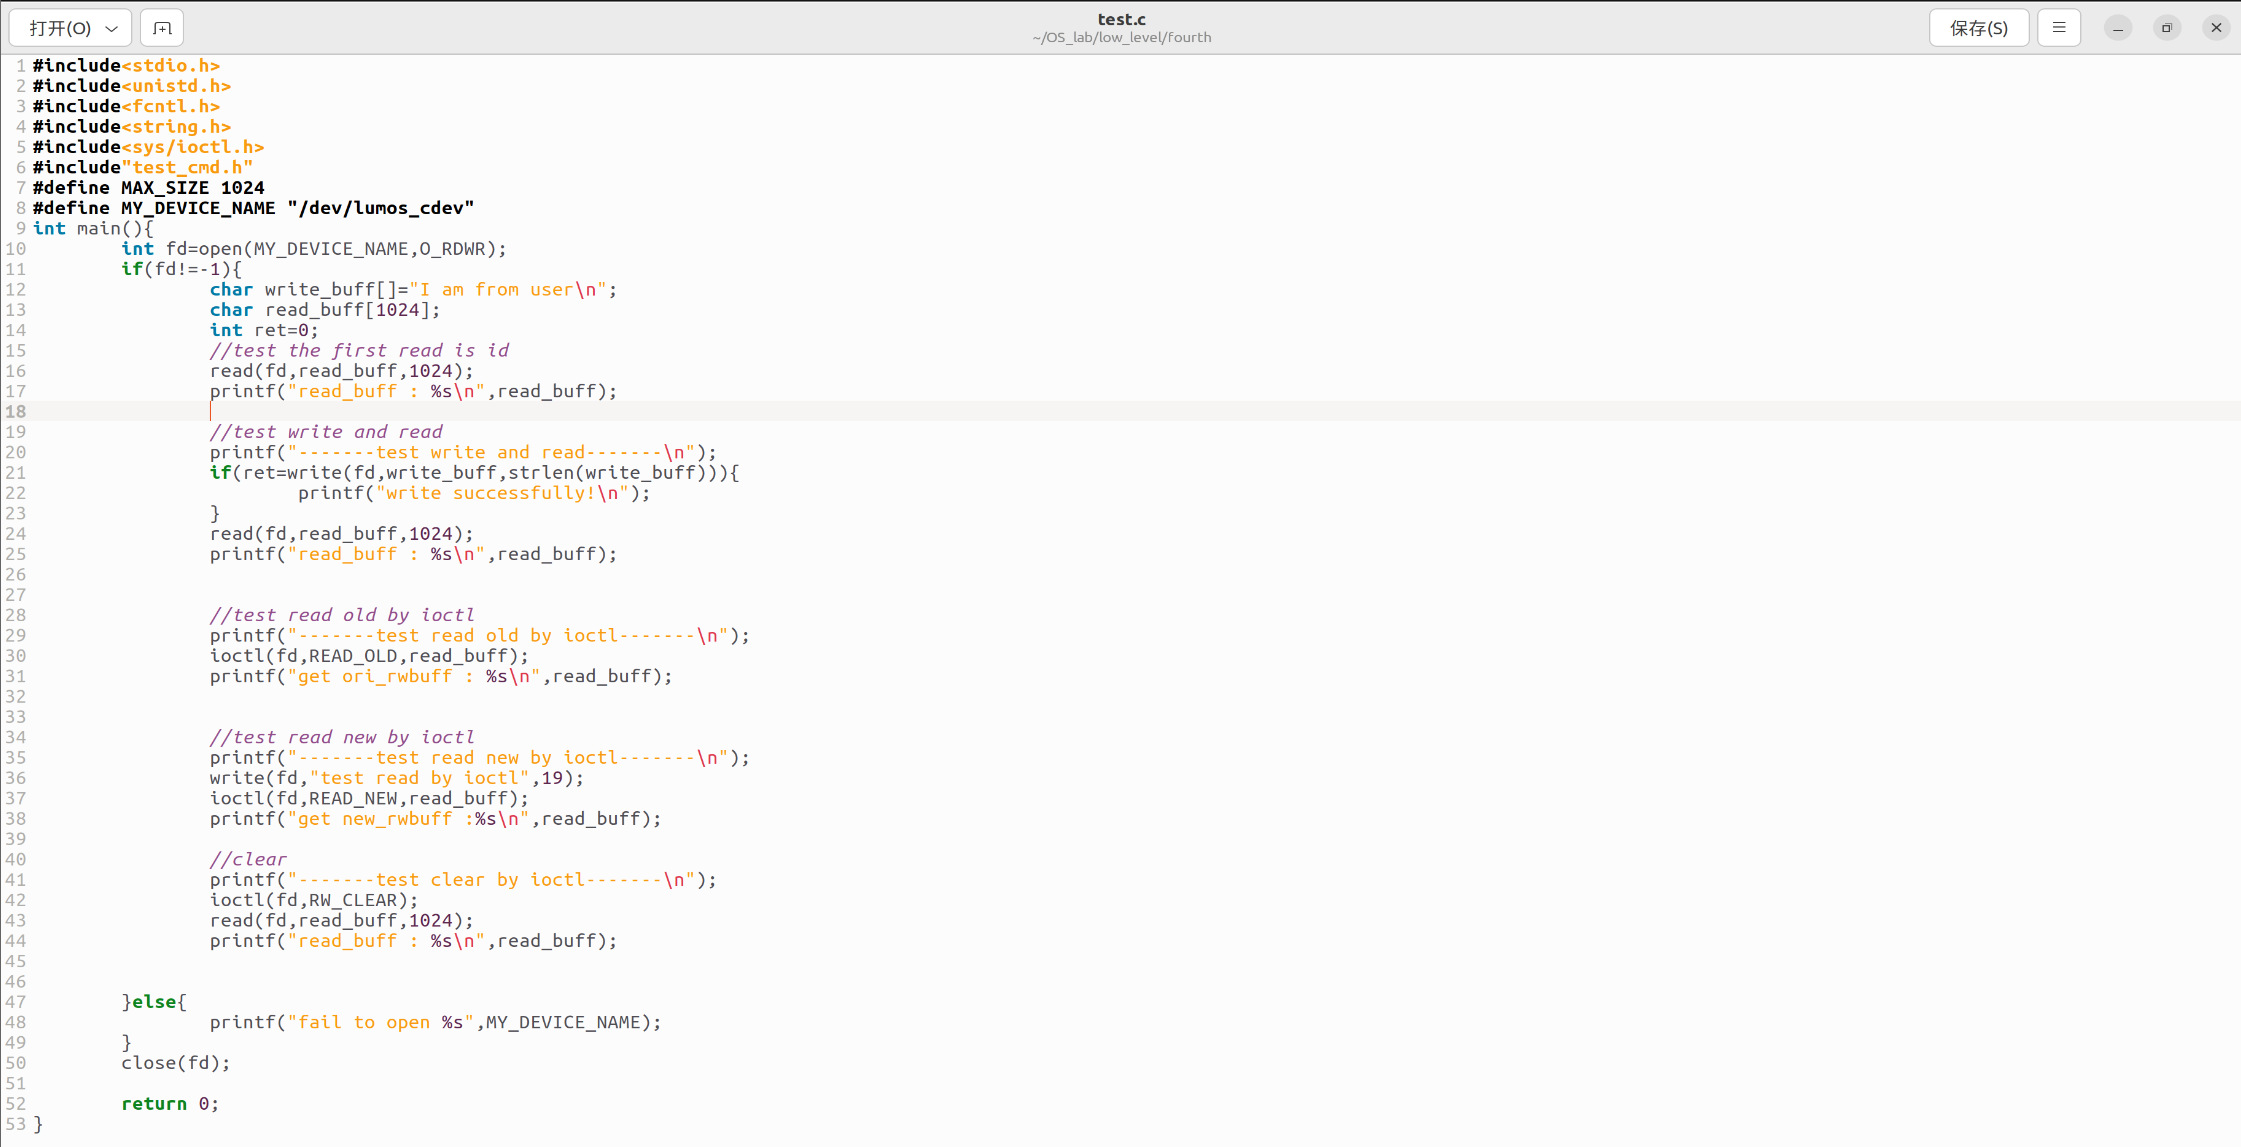 打开(O)
test.c
~/OS_lab/low_level/fourth
保存(S)
1 #include<stdio.h>
2 #include<unistd.h>
3 #include<fcntl.h>
4 #include<string.h>
5 #include<sys/ioctl.h>
6 #include"test_cmd.h"
7 #define MAX_SIZE 1024
8 #define MY_DEVICE_NAME "/dev/lumos_cdev"
9 int main(){
10         int fd=open(MY_DEVICE_NAME,O_RDWR);
11         if(fd!=-1){
12                 char write_buff[]="I am from user\n";
13                 char read_buff[1024];
14                 int ret=0;
15                 //test the first read is id
16                 read(fd,read_buff,1024);
17                 printf("read_buff : %s\n",read_buff);
18
19                 //test write and read
20                 printf("-------test write and read-------\n");
21                 if(ret=write(fd,write_buff,strlen(write_buff))){
22                         printf("write successfully!\n");
23                 }
24                 read(fd,read_buff,1024);
25                 printf("read_buff : %s\n",read_buff);
26
27
28                 //test read old by ioctl
29                 printf("-------test read old by ioctl-------\n");
30                 ioctl(fd,READ_OLD,read_buff);
31                 printf("get ori_rwbuff : %s\n",read_buff);
32
33
34                 //test read new by ioctl
35                 printf("-------test read new by ioctl-------\n");
36                 write(fd,"test read by ioctl",19);
37                 ioctl(fd,READ_NEW,read_buff);
38                 printf("get new_rwbuff :%s\n",read_buff);
39
40                 //clear
41                 printf("-------test clear by ioctl-------\n");
42                 ioctl(fd,RW_CLEAR);
43                 read(fd,read_buff,1024);
44                 printf("read_buff : %s\n",read_buff);
45
46
47         }else{
48                 printf("fail to open %s",MY_DEVICE_NAME);
49         }
50         close(fd);
51
52         return 0;
53 }